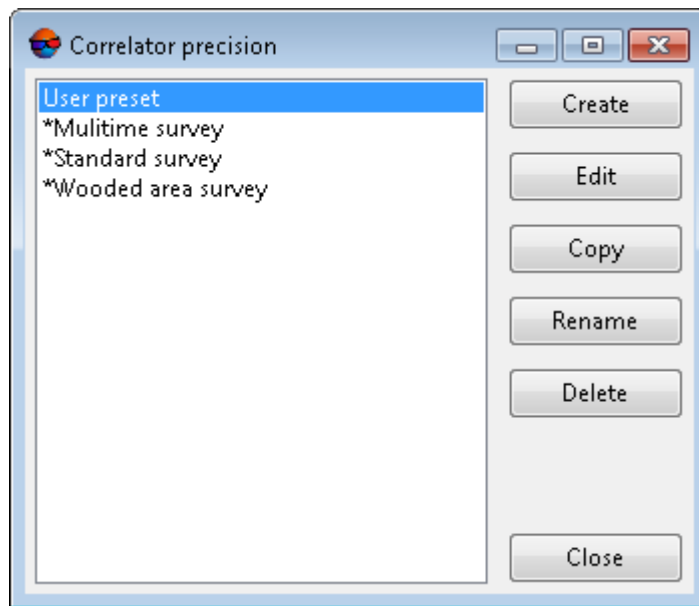 Correlator precision
User preset
*Mulitime survey
*Standard survey
*Wooded area survey
Create
Edit
Copy
Rename
Delete
Close